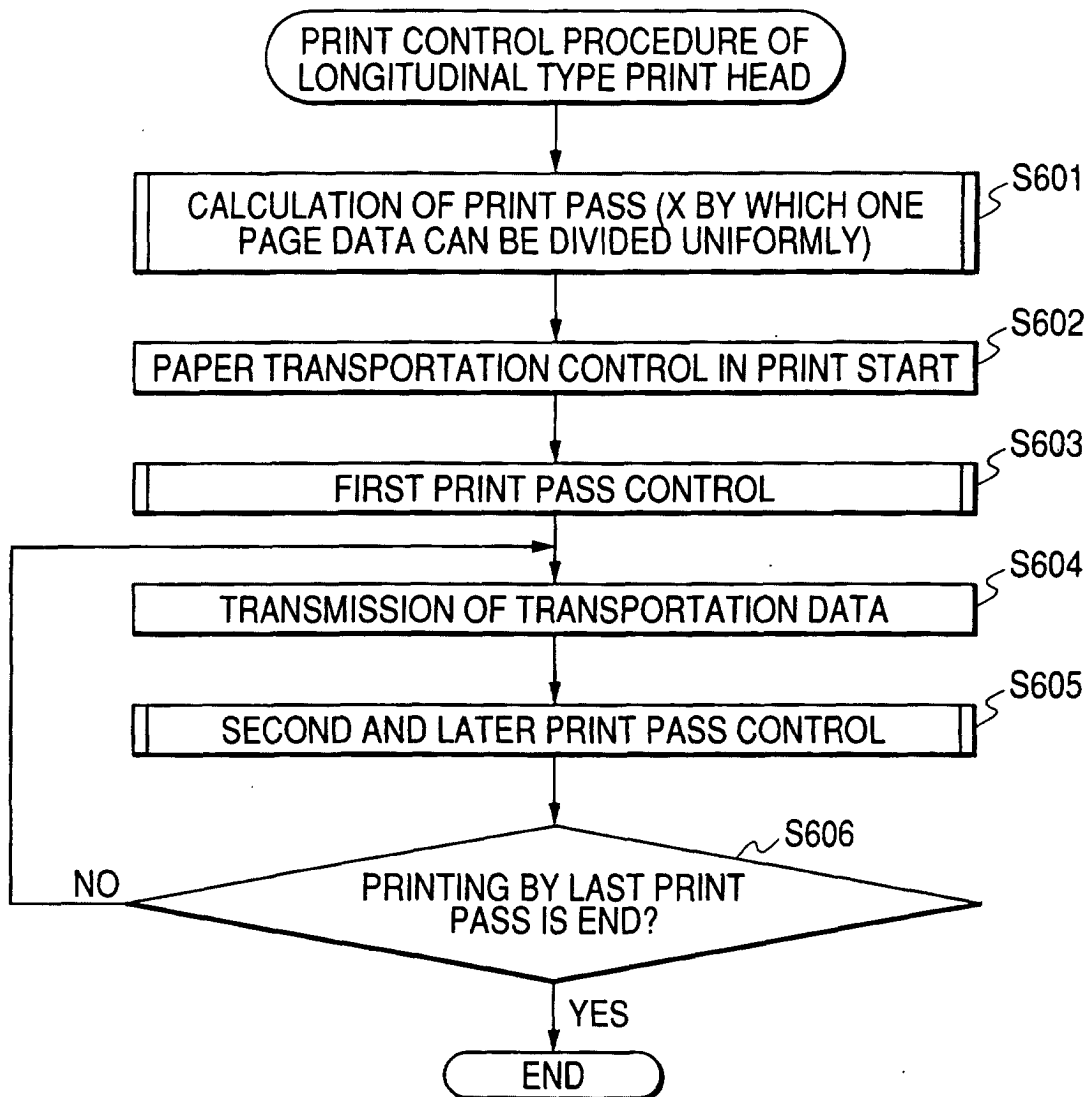 PRINT CONTROL PROCEDURE OF
LONGITUDINAL TYPE PRINT HEAD
S601
CALCULATION OF PRINT PASS (X BY WHICH ONE
PAGE DATA CAN BE DIVIDED UNIFORMLY)
S602
PAPER TRANSPORTATION CONTROL IN PRINT START
S603
FIRST PRINT PASS CONTROL
S604
TRANSMISSION OF TRANSPORTATION DATA
S605
SECOND AND LATER PRINT PASS CONTROL
S606
NO
PRINTING BY LAST PRINT
PASS IS END?
YES
END